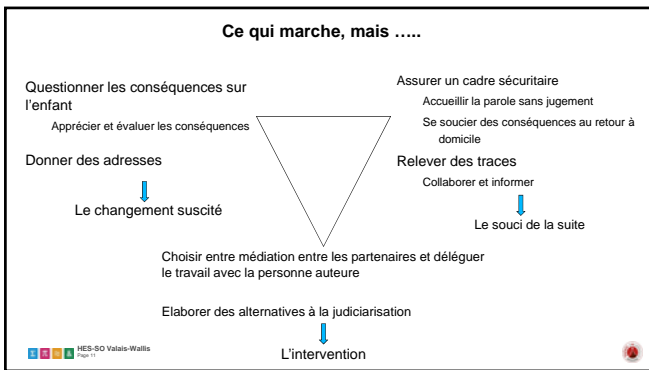 Ce qui marche, mais …..
Questionner les conséquences sur
l'enfant
Apprécier et évaluer les conséquences
Donner des adresses
Le changement suscité
Assurer un cadre sécuritaire
Accueillir la parole sans jugement
Se soucier des conséquences au retour à
domicile
Relever des traces
Collaborer et informer
Le souci de la suite
Choisir entre médiation entre les partenaires et déléguer
le travail avec la personne auteure
Elaborer des alternatives à la judiciarisation
L'intervention
HES-SO Valais-Wallis
Page 11